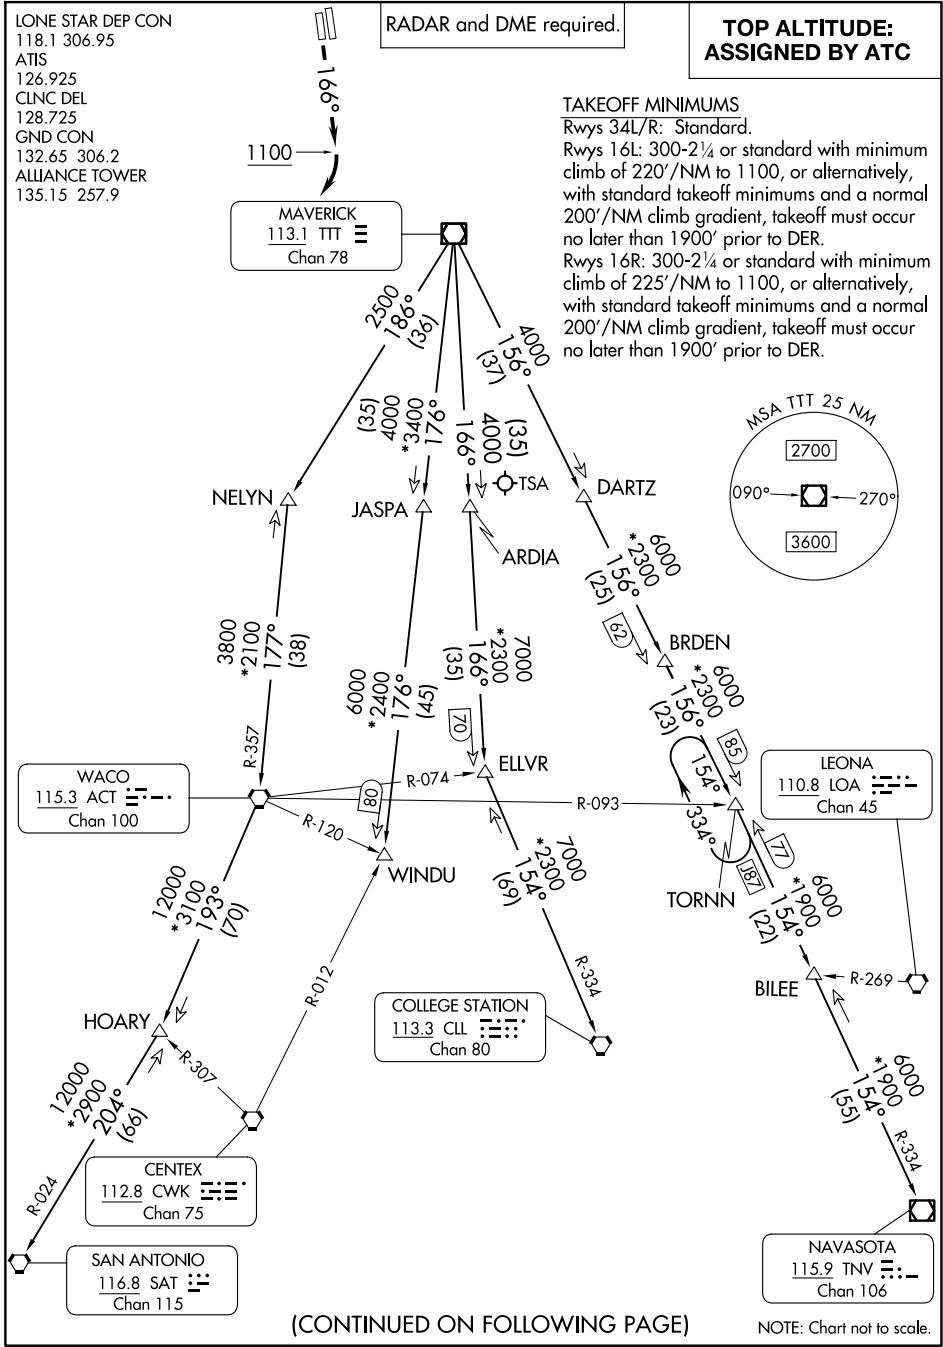 LONE STAR DEP CON
118.1 306.95
ATIS
126.925
CLNC DEL
128.725
GND CON
132.65 306.2
ALLIANCE TOWER
135.15 257.9
RADAR and DME required.
TOP ALTITUDE:
ASSIGNED BY ATC
166°
1100
TAKEOFF MINIMUMS
Rwys 34L/R: Standard.
Rwys 16L: 300-2¼ or standard with minimum
climb of 220'/NM to 1100, or alternatively,
with standard takeoff minimums and a normal
200'/NM climb gradient, takeoff must occur
no later than 1900' prior to DER.
Rwys 16R: 300-2¼ or standard with minimum
climb of 225'/NM to 1100, or alternatively,
with standard takeoff minimums and a normal
200'/NM climb gradient, takeoff must occur
no later than 1900' prior to DER.
MAVERICK
113.1 TTT
Chan 78
2500
186°
(36)
(35)
4000
*3400
176°
(35)
4000
166°
4000
156°
(37)
MSA TTT 25 NM
2700
090°
270°
3600
NELYN
JASPA
TSA
ARDIA
DARTZ
3800
*2100
177°
(38)
R-357
6000
*2400
176°
(45)
80
7000
*2300
166°
(35)
70
6000
*2300
156°
(25)
62
BRDEN
6000
*2300
156°
(23)
85
154°
334°
WACO
115.3 ACT
Chan 100
R-074
ELLVR
R-093
R-120
WINDU
LEONA
110.8 LOA
Chan 45
TORNN
J87
77
6000
*1900
154°
(22)
7000
*2300
154°
(69)
R-334
12000
*3100
193°
(70)
R-012
BILEE
R-269
HOARY
R-307
COLLEGE STATION
113.3 CLL
Chan 80
6000
*1900
154°
(55)
R-334
12000
*2900
204°
(66)
R-024
CENTEX
112.8 CWK
Chan 75
SAN ANTONIO
116.8 SAT
Chan 115
NAVASOTA
115.9 TNV
Chan 106
(CONTINUED ON FOLLOWING PAGE)
NOTE: Chart not to scale.